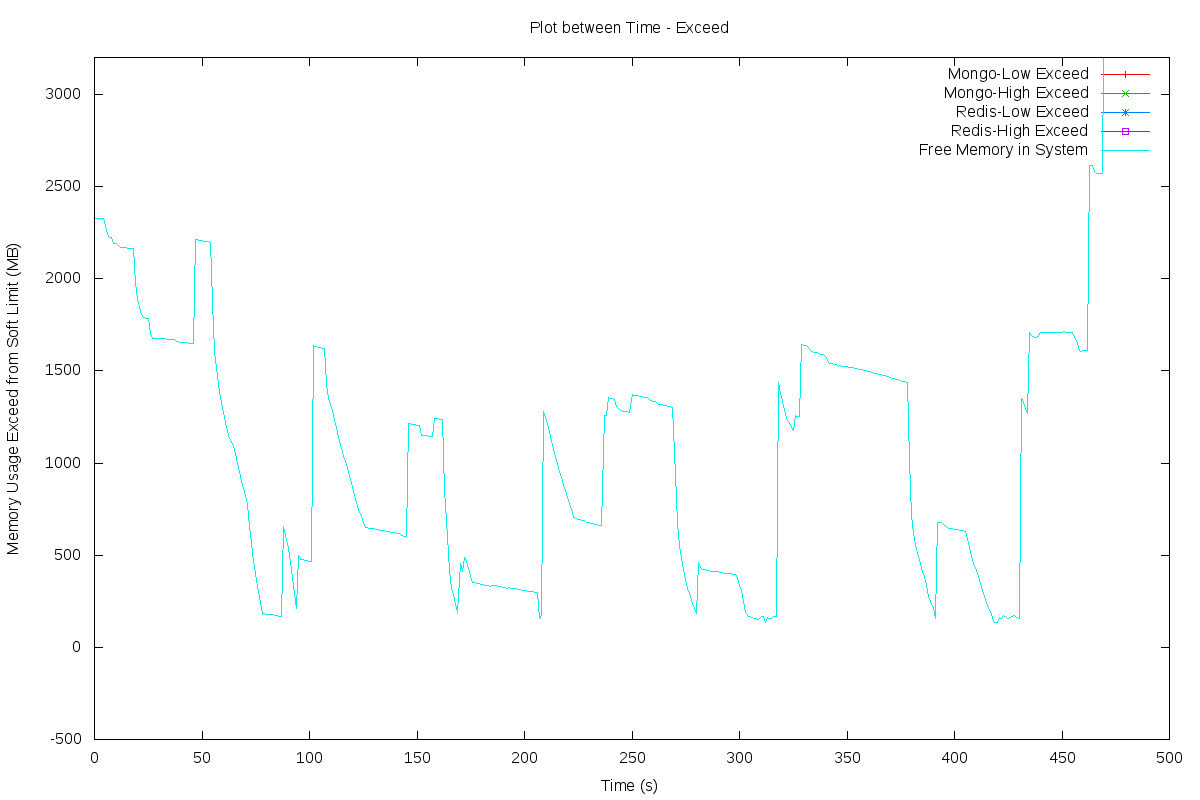 Plot between Time - Exceed
Mongo-Low Exceed
Mongo-High Exceed
Redis-Low Exceed
Redis-High Exceed
Free Memory in System
Memory Usage Exceed from Soft Limit (MB)
3000
2500
2000
1500
1000
500
0
-500
0 50 100 150 200 250 300 350 400 450 500
Time (s)